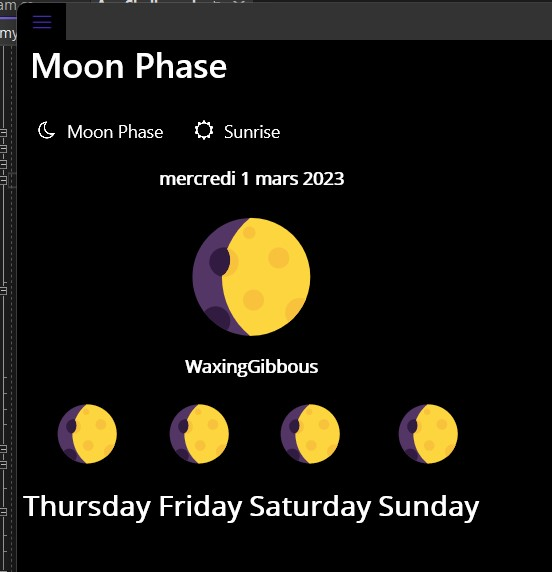 Moon Phase
Moon Phase Sunrise
mercredi 1 mars 2023
WaxingGibbous
Thursday Friday Saturday Sunday